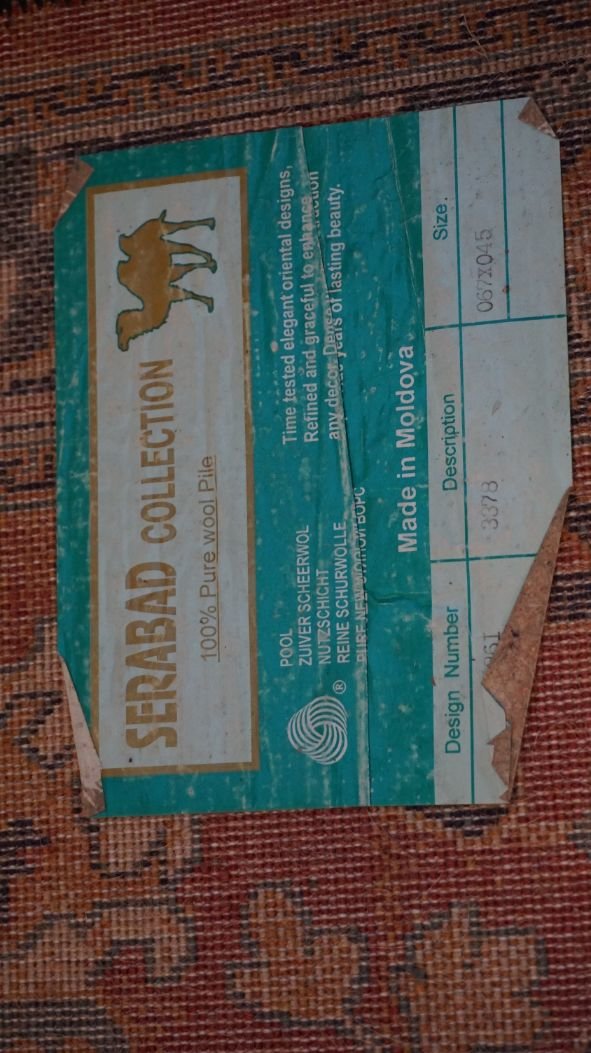 SERABAD COLLECTION
100% Pure wool Pile
POOL
ZUIVER SCHEERWOL
NUTZSCHICHT
REINE SCHURWOLLE
®
Time tested elegant oriental designs,
Refined and graceful to enhance
any decor.
years of lasting beauty.
Made in Moldova
Design Number Description Size.
3378 067X045